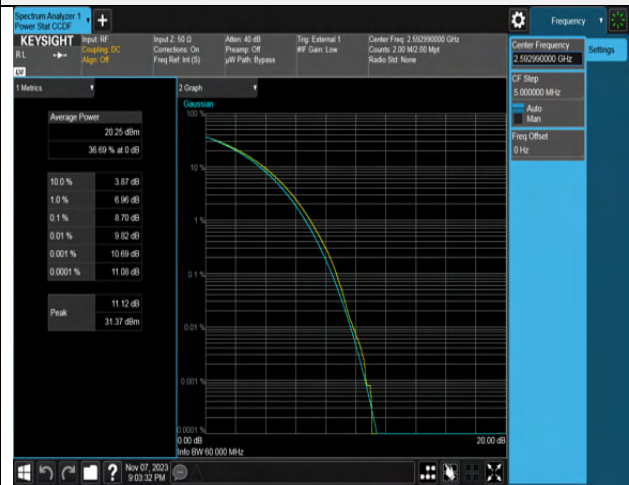 Spectrum Analyzer 1
Power Stat CCDF
Frequency
KEYSIGHT
RL
Input: RF
Coupling: DC
Align: Off
Input Z: 50 Ω
Corrections: On
Freq Ref: Int (S)
Atten: 40 dB
Preamp: Off
µW Path: Bypass
Trig: External 1
#IF Gain: Low
Center Freq: 2.592990000 GHz
Counts: 2.00 M/2.00 Mpt
Radio Std: None
Center Frequency
2.592990000 GHz
Settings
CF Step
5.000000 MHz
Auto
Man
Freq Offset
0 Hz
1 Metrics
Average Power
20.25 dBm
36.69 % at 0 dB
10.0 % 3.87 dB
1.0 % 6.96 dB
0.1 % 8.70 dB
0.01 % 9.82 dB
0.001 % 10.69 dB
0.0001 % 11.08 dB
Peak
11.12 dB
31.37 dBm
2 Graph
Gaussian
100 %
10 %
1 %
0.1 %
0.01 %
0.001 %
0.0001 %
0.00 dB
20.00 dB
Info BW 60.000 MHz
?
Nov 07, 2023
9:03:32 PM